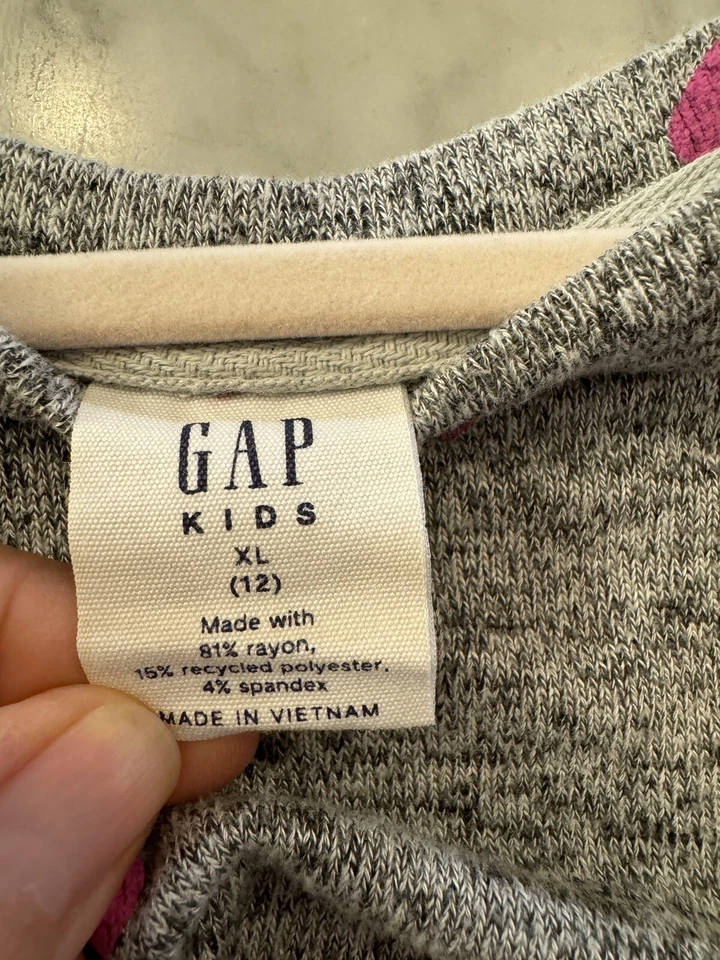 GAP
KIDS
XL
(12)
Made with
81% rayon,
15% recycled polyester.
4% spandex
MADE IN VIETNAM